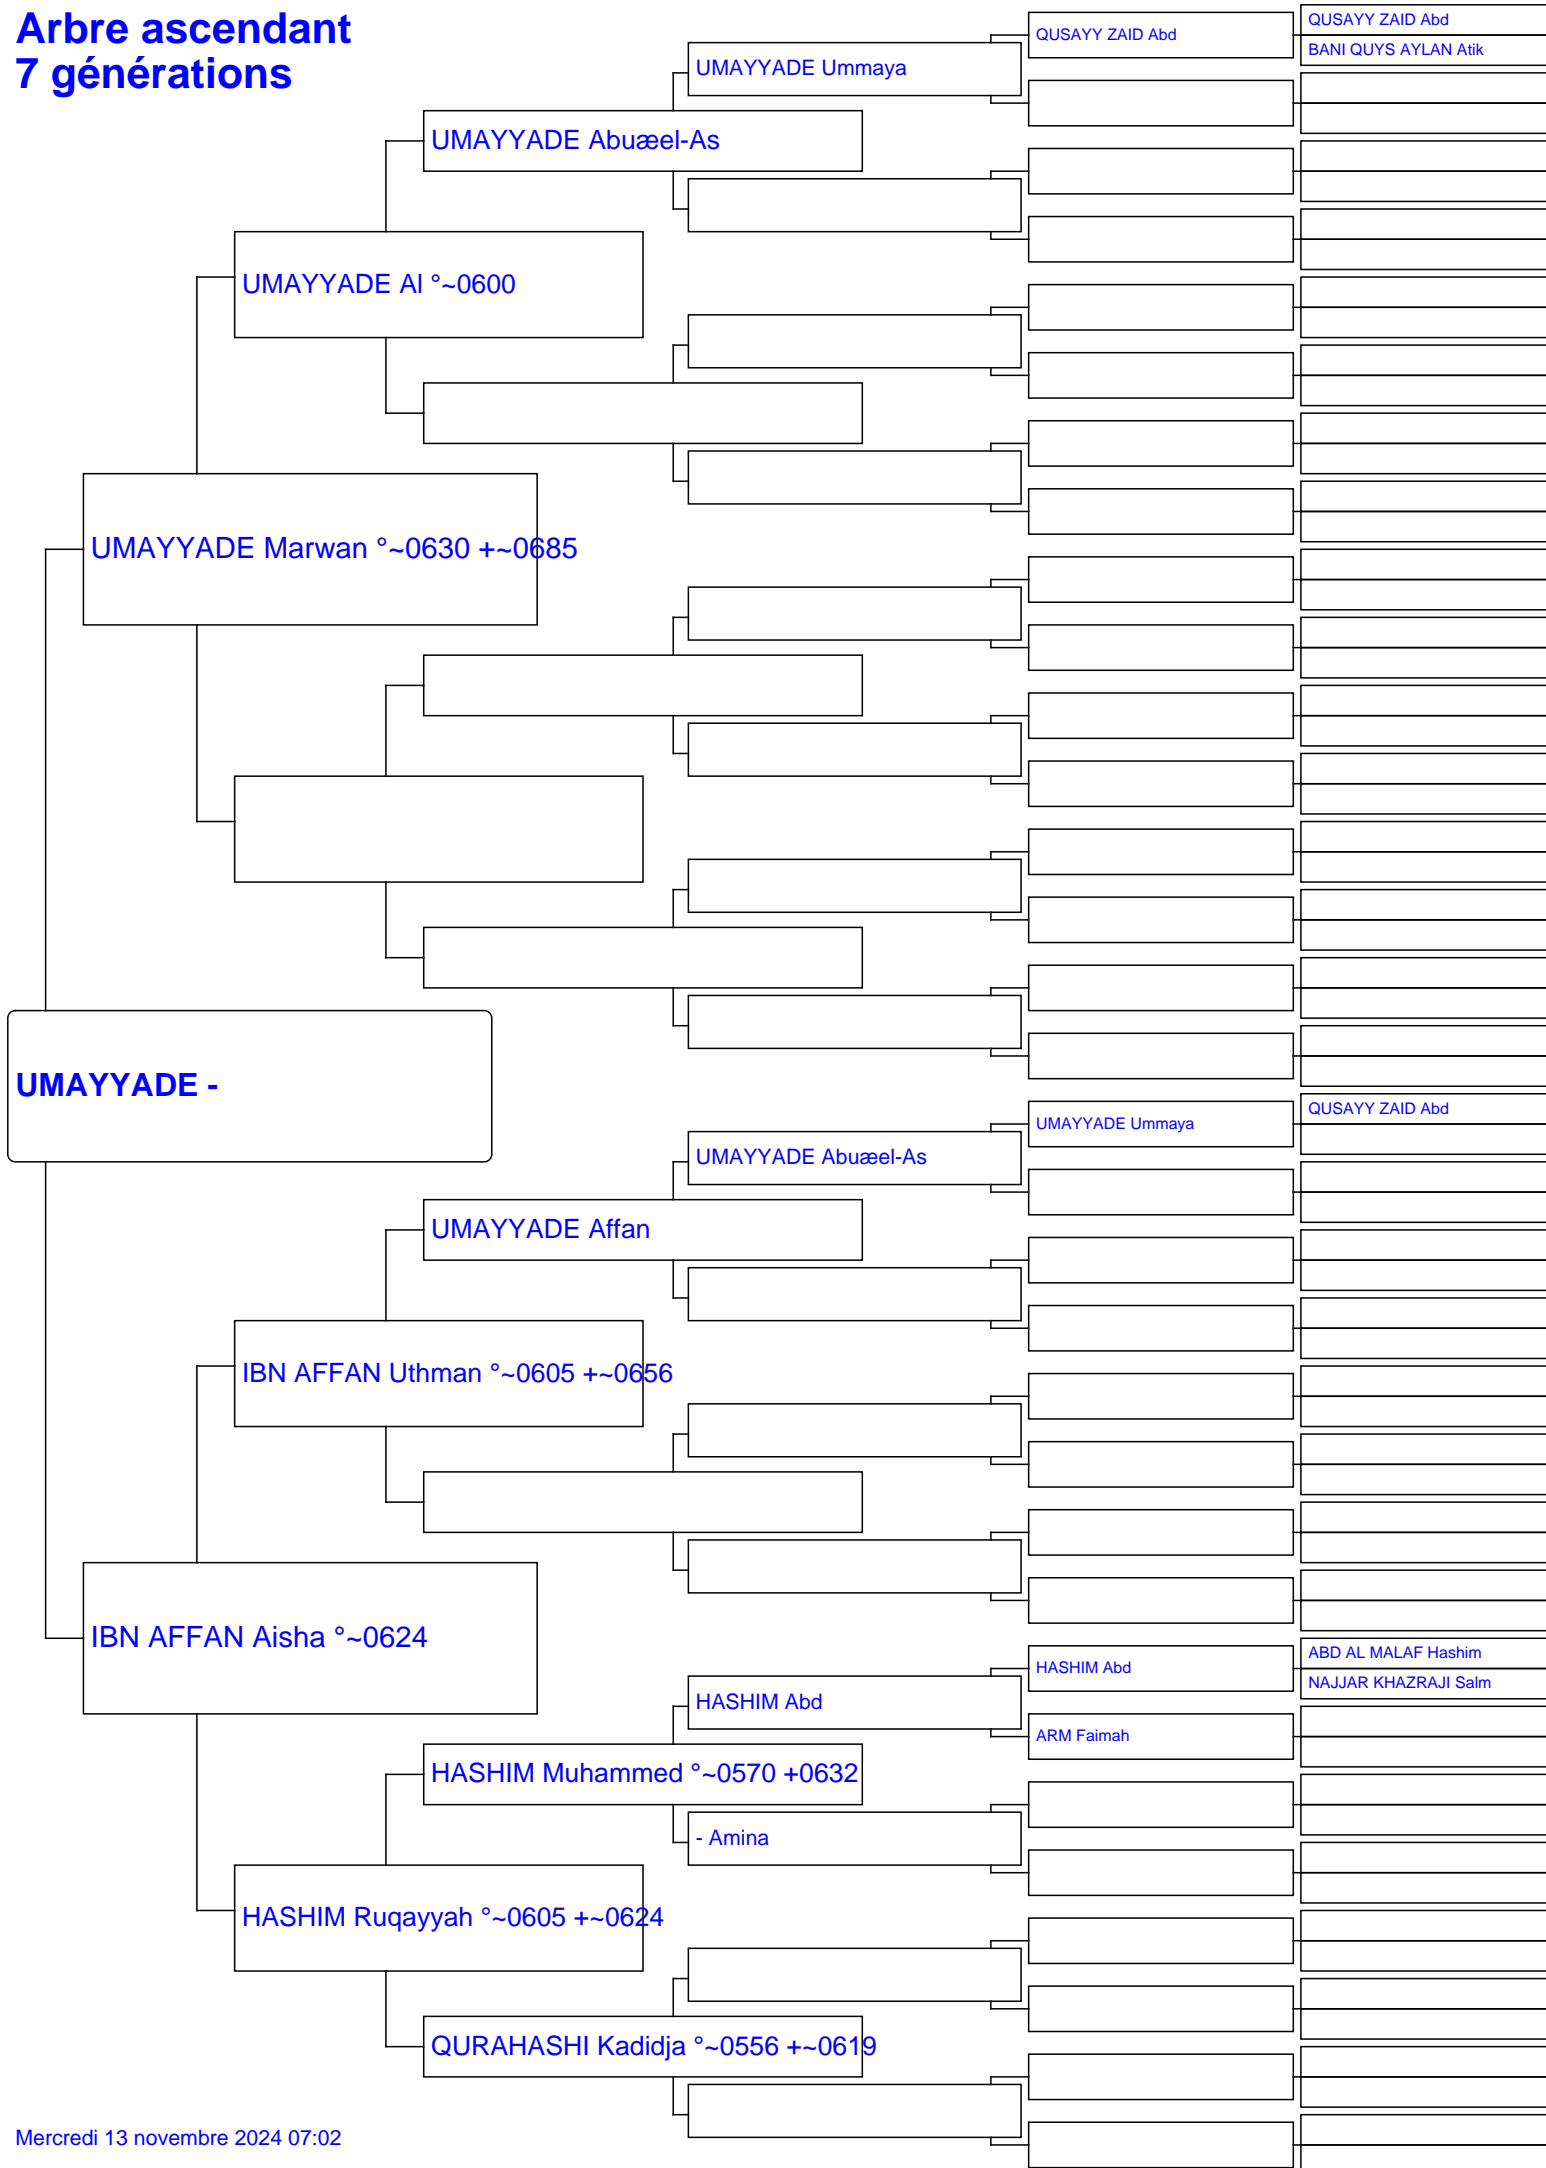 Arbre ascendant
7 générations
QUSAYY ZAID Abd
BANI QUYS AYLAN Atik
QUSAYY ZAID Abd
UMAYYADE Ummaya
UMAYYADE Abuæel-As
UMAYYADE Al °~0600
UMAYYADE Marwan °~0630 +~0685
UMAYYADE -
QUSAYY ZAID Abd
UMAYYADE Ummaya
UMAYYADE Abuæel-As
UMAYYADE Affan
IBN AFFAN Uthman °~0605 +~0656
IBN AFFAN Aisha °~0624
ABD AL MALAF Hashim
NAJJAR KHAZRAJI Salm
HASHIM Abd
HASHIM Abd
ARM Faimah
HASHIM Muhammed °~0570 +0632
- Amina
HASHIM Ruqayyah °~0605 +~0624
QURAHASHI Kadidja °~0556 +~0619
Mercredi 13 novembre 2024 07:02